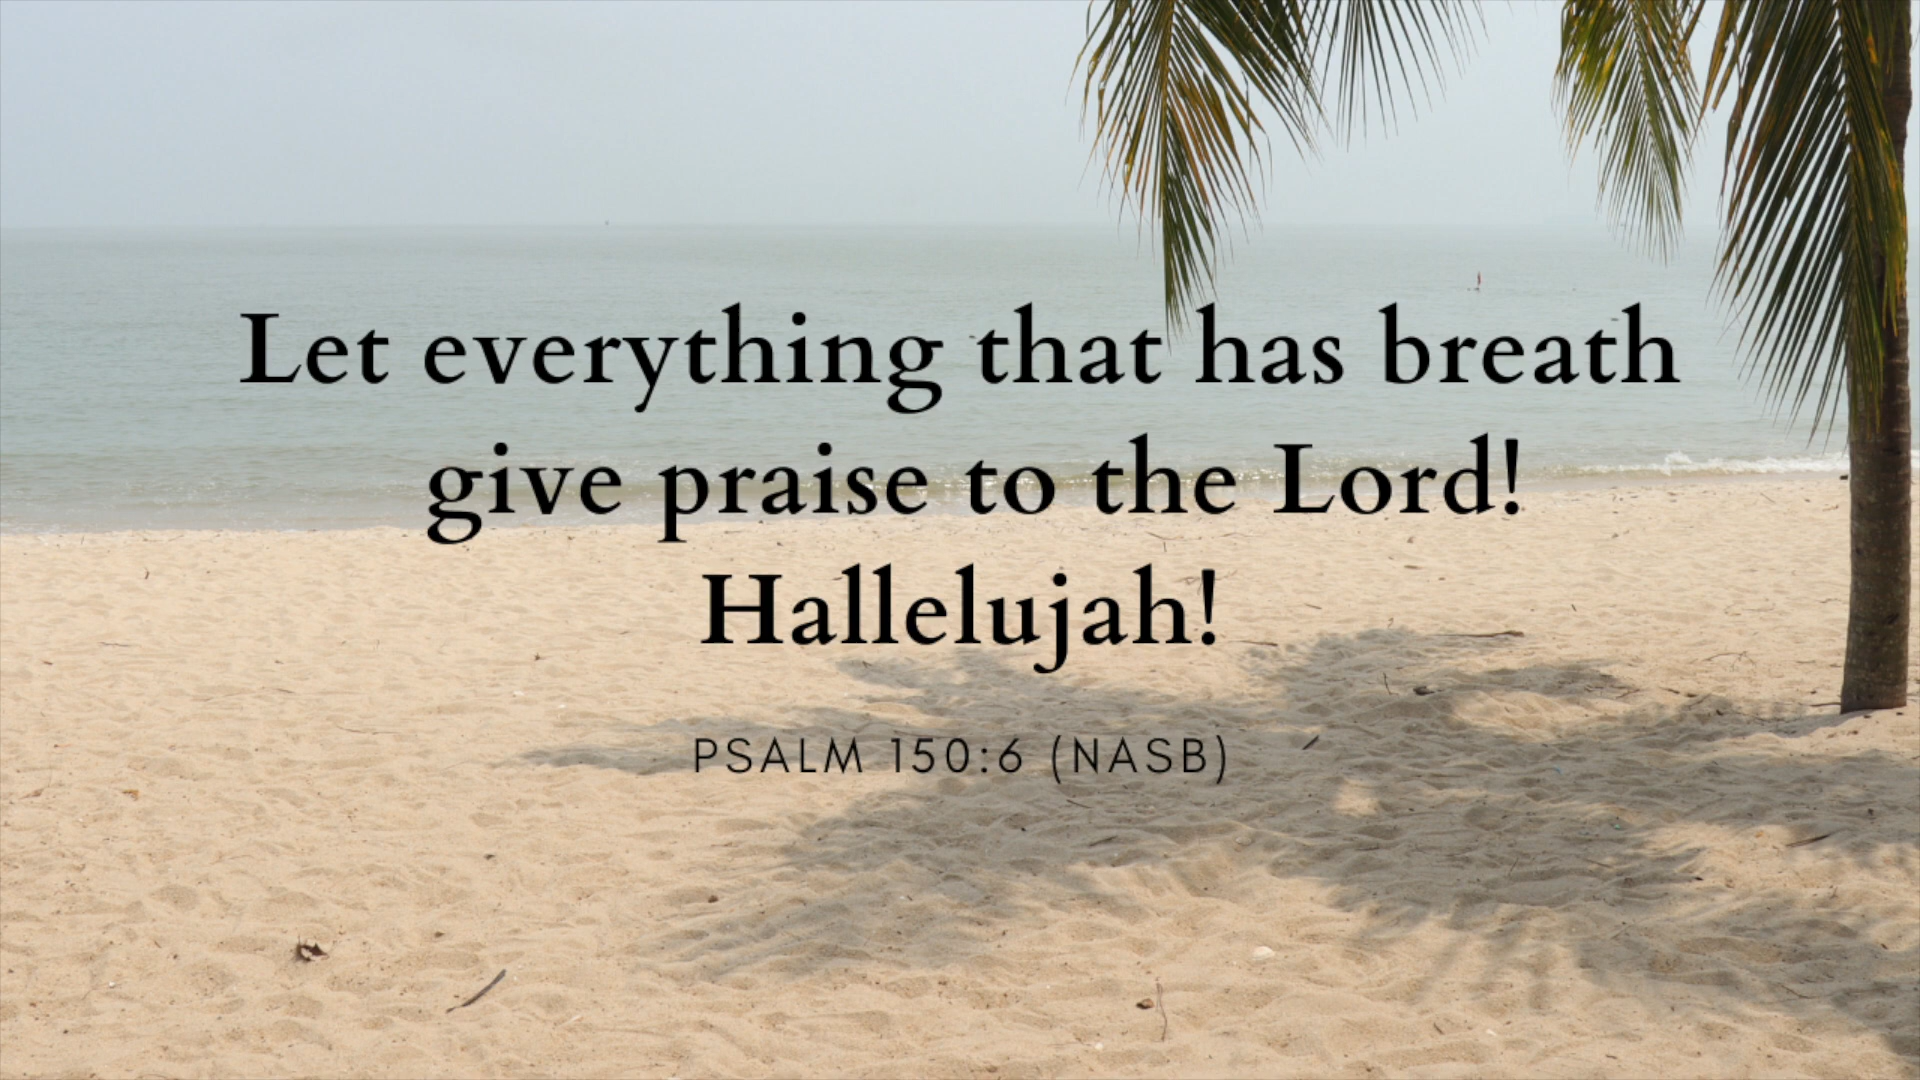 Let everything that has breath
give praise to the Lord!
Hallelujah!
PSALM 150:6 (NASB)